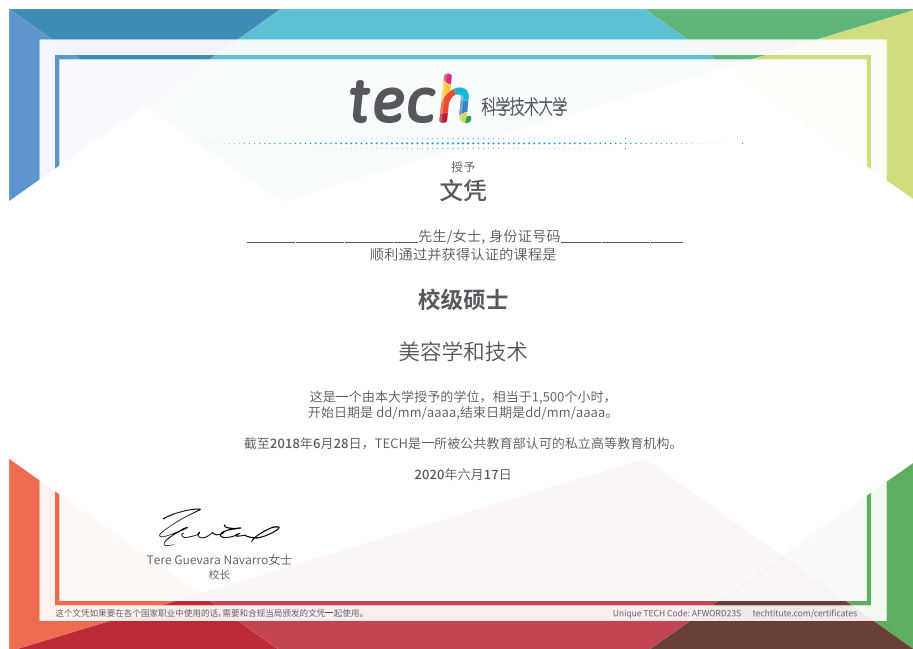 tech 科学技术大学
授予
文凭
____________________先生/女士, 身份证号码______________
顺利通过并获得认证的课程是
校级硕士
美容学和技术
这是一个由本大学授予的学位，相当于1,500个小时，
开始日期是 dd/mm/aaaa,结束日期是dd/mm/aaaa。
截至2018年6月28日，TECH是一所被公共教育部认可的私立高等教育机构。
2020年六月17日
Tere Guevara Navarro女士
校长
这个文凭如果要在各个国家职业中使用的话,需要和合规当局颁发的文凭一起使用。
Unique TECH Code: AFWORD23S techtitute.com/certificates